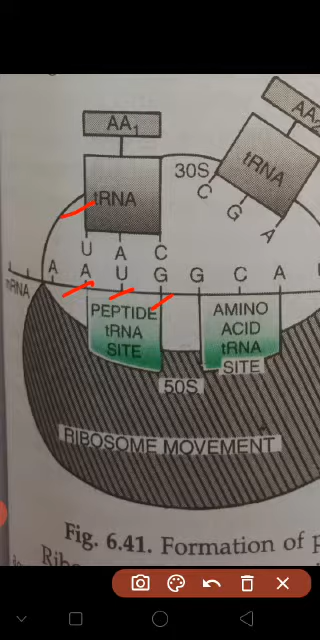 AA1
AA2
30S
tRNA
tRNA
C G A
U A C
A A U G G C A
mRNA
PEPTIDE
tRNA
SITE
AMINO
ACID
tRNA
SITE
50S
RIBOSOME MOVEMENT
Fig. 6.41. Formation of p